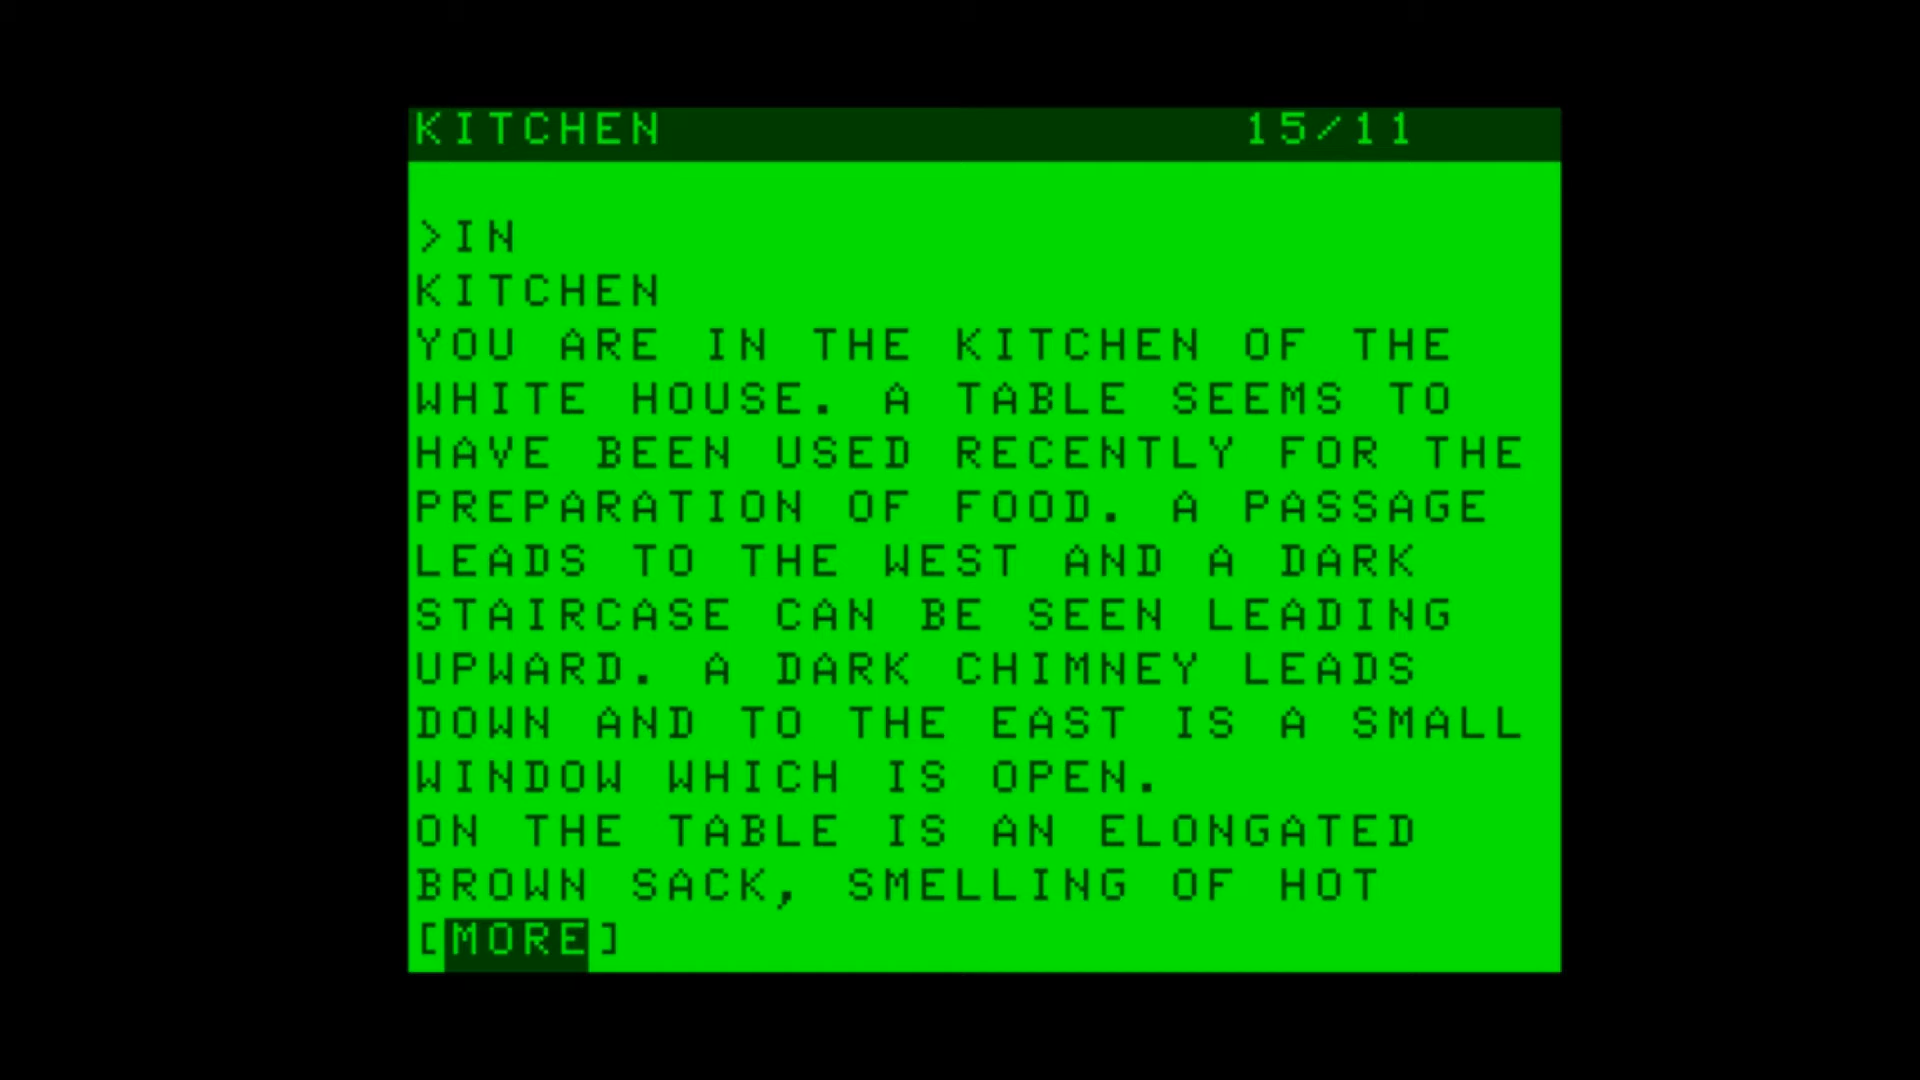 KITCHEN 15/11
>IN
KITCHEN
YOU ARE IN THE KITCHEN OF THE
WHITE HOUSE. A TABLE SEEMS TO
HAVE BEEN USED RECENTLY FOR THE
PREPARATION OF FOOD. A PASSAGE
LEADS TO THE WEST AND A DARK
STAIRCASE CAN BE SEEN LEADING
UPWARD. A DARK CHIMNEY LEADS
DOWN AND TO THE EAST IS A SMALL
WINDOW WHICH IS OPEN.
ON THE TABLE IS AN ELONGATED
BROWN SACK, SMELLING OF HOT
[MORE]